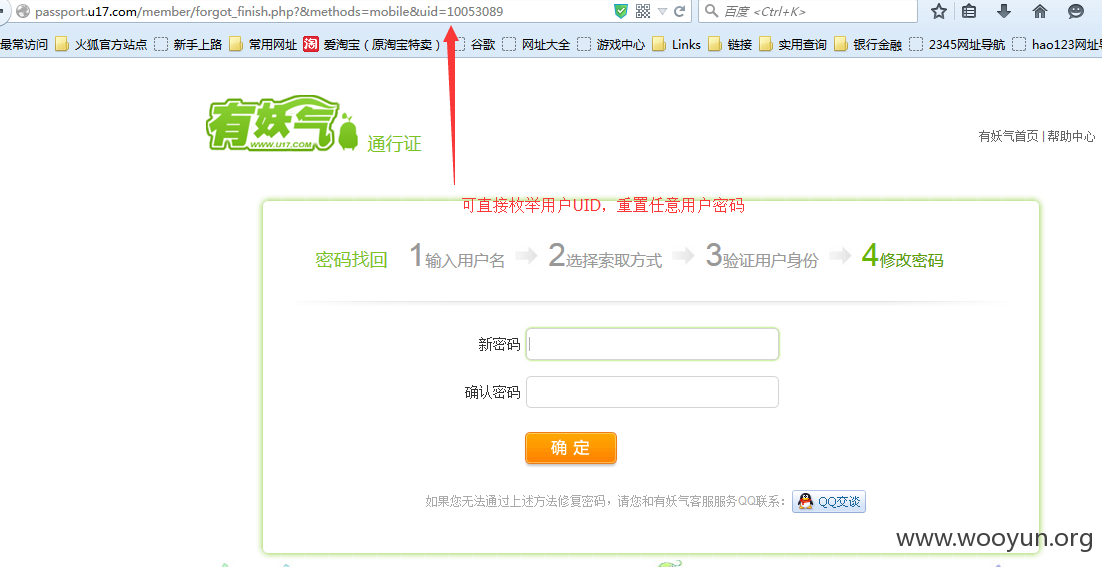 passport.u17.com/member/forgot_finish.php?&methods=mobile&uid=10053089
百度 <Ctrl+K>
最常访问 火狐官方站点 新手上路 常用网址 淘 爱淘宝（原淘宝特卖） 谷歌 网址大全 游戏中心 Links 链接 实用查询 银行金融 2345网址导航 hao123网址导
有妖气
WWW.U17.COM
通行证
有妖气首页 | 帮助中心
可直接枚举用户UID，重置任意用户密码
密码找回 1输入用户名 2选择索取方式 3验证用户身份 4修改密码
新密码
确认密码
确 定
如果您无法通过上述方法修复密码，请您和有妖气客服服务QQ联系： QQ交谈
www.wooyun.org